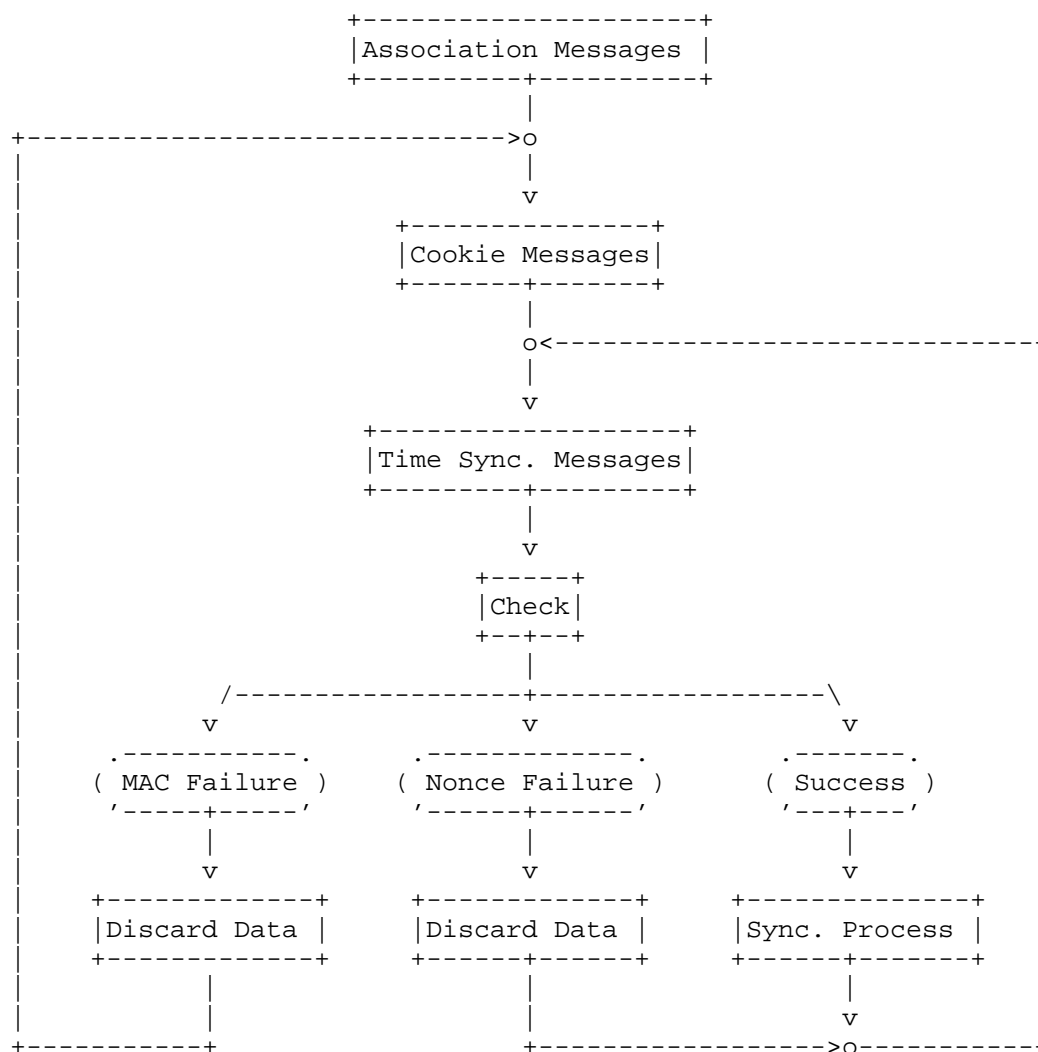 Association Messages
Cookie Messages
Time Sync. Messages
Check
( MAC Failure ) ( Nonce Failure ) ( Success )
Discard Data Discard Data Sync. Process